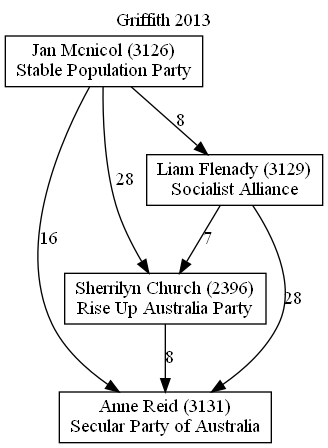 Griffith 2013
Jan Mcnicol (3126)
Stable Population Party
8
Liam Flenady (3129)
Socialist Alliance
28
16
7
28
Sherrilyn Church (2396)
Rise Up Australia Party
8
Anne Reid (3131)
Secular Party of Australia